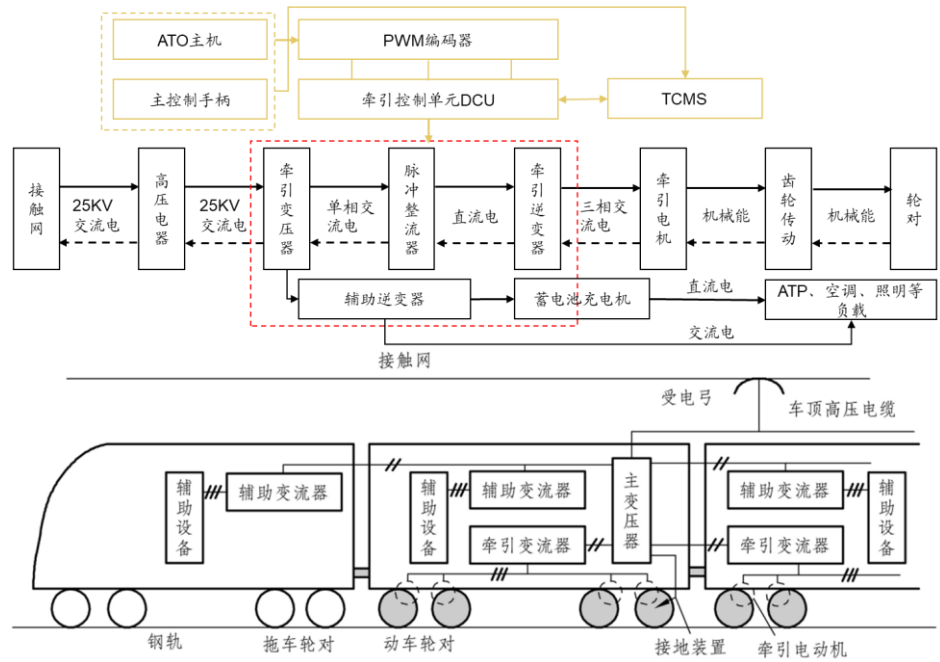 ATO主机
PWM编码器
主控制手柄
牵引控制单元DCU
TCMS
接触网
25KV
交流电
高压电器
25KV
交流电
牵引变压器
单相交
流电
脉冲整流器
直流电
牵引逆变器
三相交
流电
牵引电机
机械能
齿轮传动
机械能
轮对
辅助逆变器
蓄电池充电机
直流电
ATP、空调、照明等
负载
交流电
接触网
受电弓
车顶高压电缆
辅助设备
辅助变流器
辅助设备
辅助变流器
牵引变流器
主变压器
辅助变流器
牵引变流器
辅助设备
钢轨
拖车轮对
动车轮对
接地装置
牵引电动机